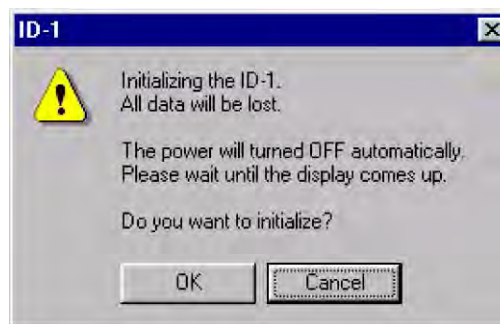 ID-1
Initializing the ID-1.
All data will be lost.
The power will turned OFF automatically.
Please wait until the display comes up.
Do you want to initialize?
OK Cancel